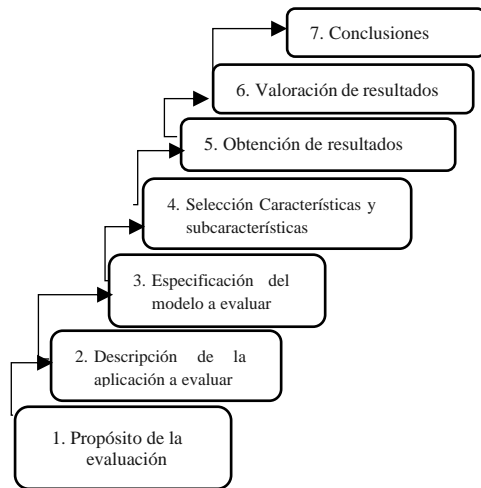 7. Conclusiones
6. Valoración de resultados
5. Obtención de resultados
4. Selección Características y
subcaracterísticas
3. Especificación del
modelo a evaluar
2. Descripción de la
aplicación a evaluar
1. Propósito de la
evaluación